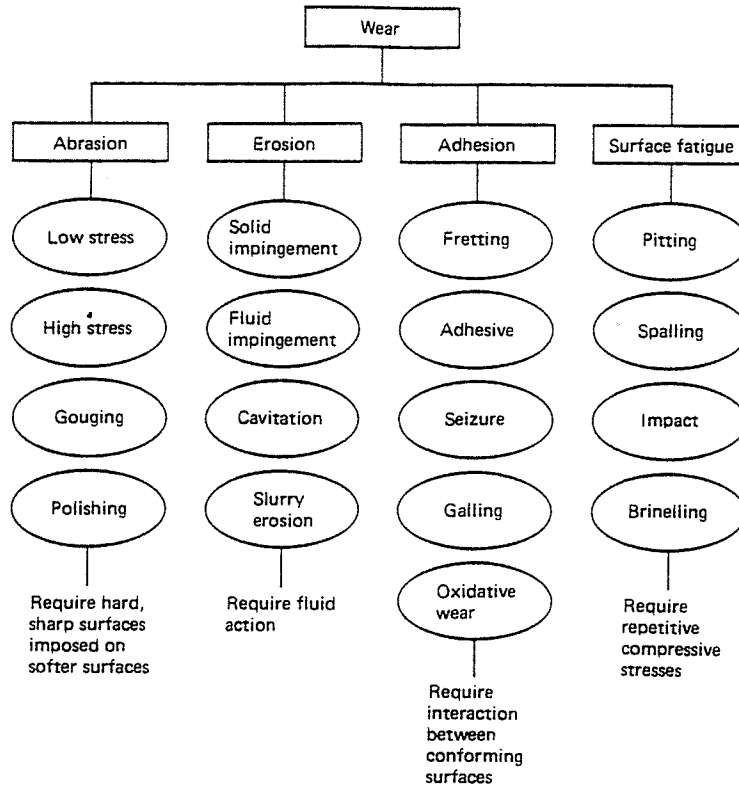 Wear
Abrasion
Low stress
High stress
Gouging
Polishing
Require hard,
sharp surfaces
imposed on
softer surfaces
Erosion
Solid
impingement
Fluid
impingement
Cavitation
Slurry
erosion
Require fluid
action
Adhesion
Fretting
Adhesive
Seizure
Galling
Oxidative
wear
Require
interaction
between
conforming
surfaces
Surface fatigue
Pitting
Spalling
Impact
Brinelling
Require
repetitive
compressive
stresses